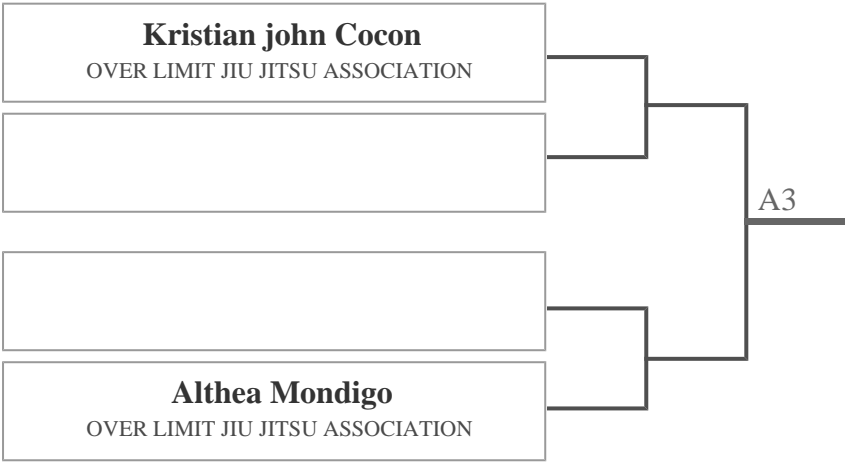 Kristian john Cocon
OVER LIMIT JIU JITSU ASSOCIATION
A3
Althea Mondigo
OVER LIMIT JIU JITSU ASSOCIATION